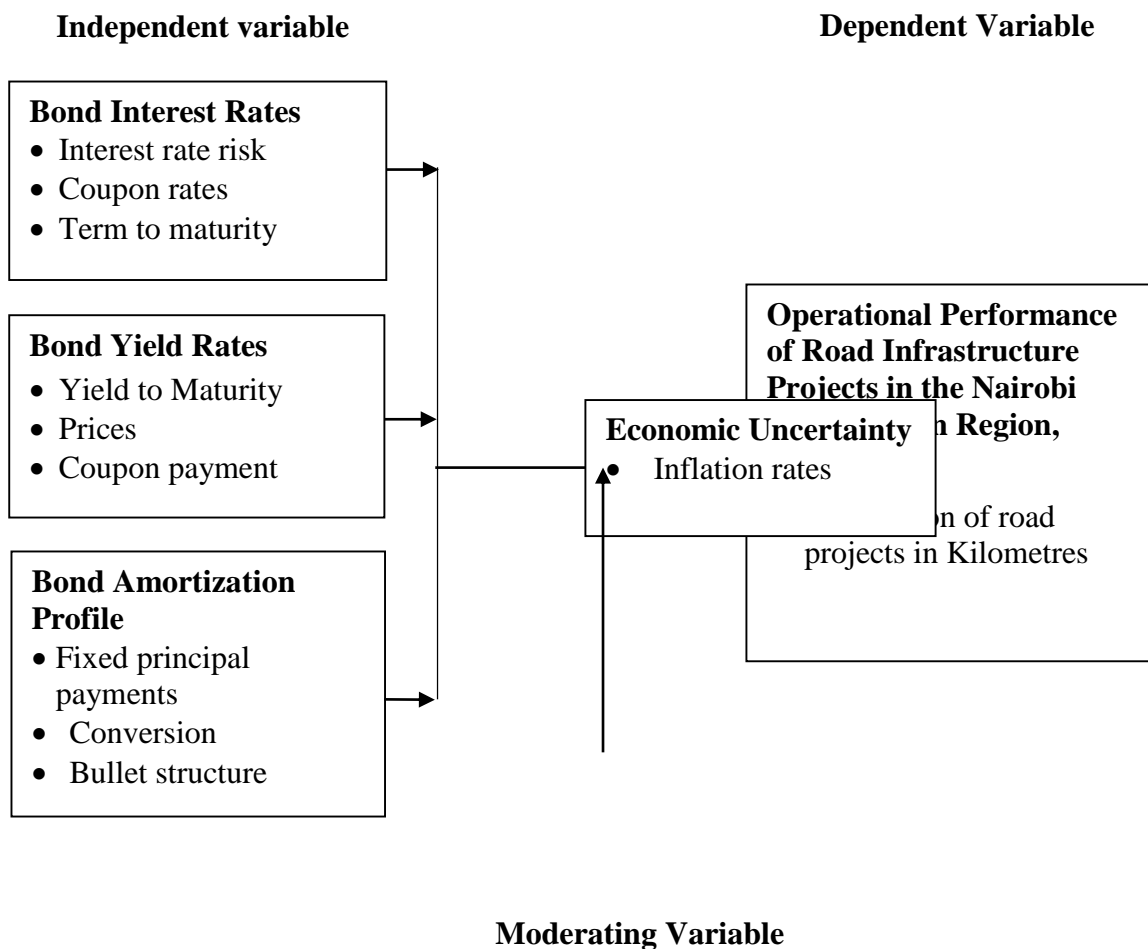 Independent variable
Dependent Variable
Bond Interest Rates
• Interest rate risk
• Coupon rates
• Term to maturity
Bond Yield Rates
• Yield to Maturity
• Prices
• Coupon payment
Bond Amortization
Profile
• Fixed principal
payments
• Conversion
• Bullet structure
Economic Uncertainty
• Inflation rates
Operational Performance
of Road Infrastructure
Projects in the Nairobi
Region,
of road
projects in Kilometres
Moderating Variable